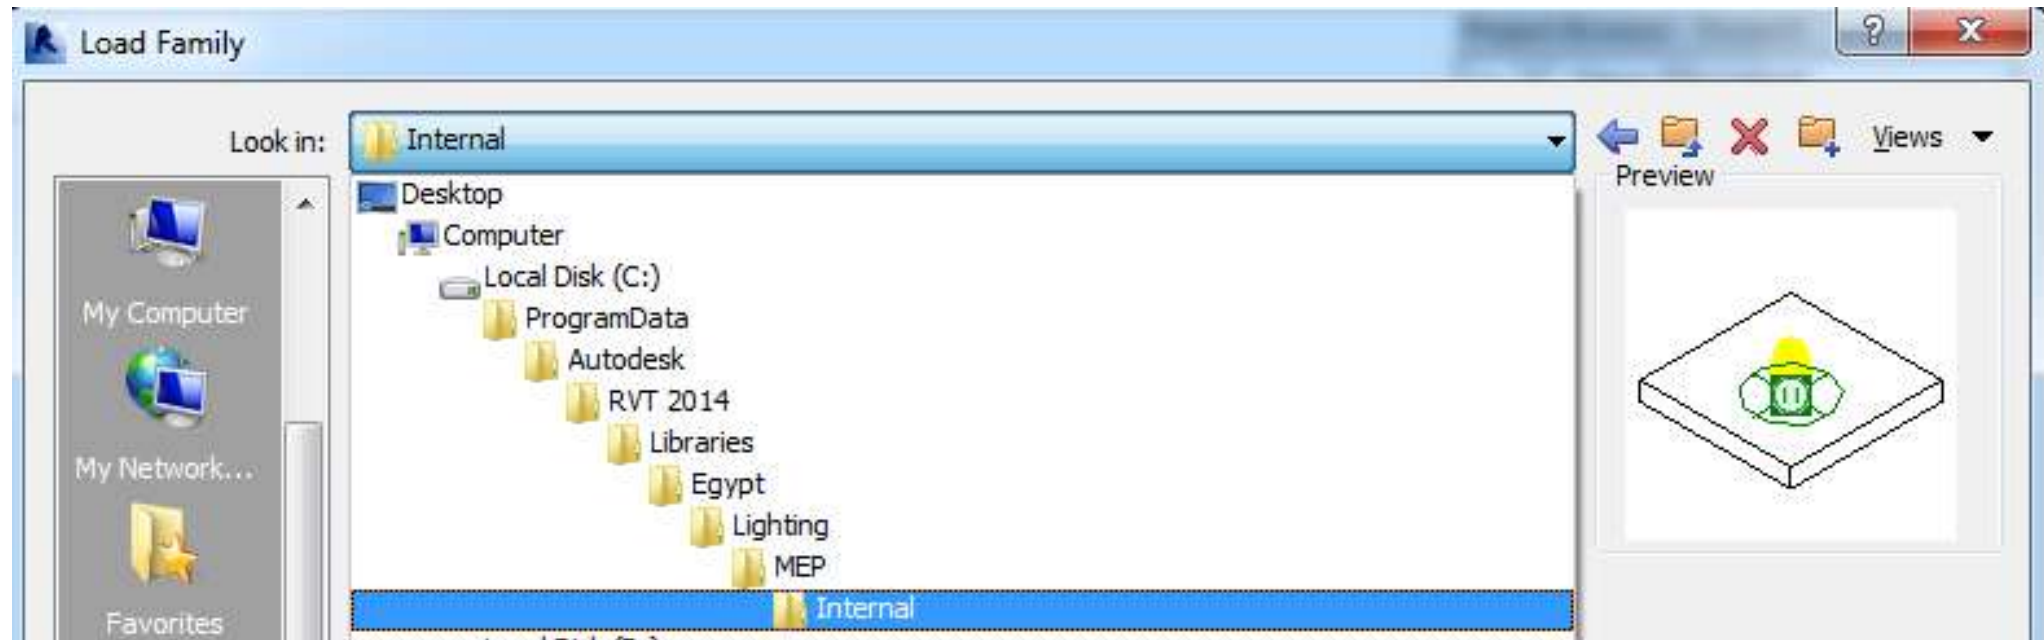 Load Family
?
Look in:
Internal
Views
Desktop
Computer
Local Disk (C:)
ProgramData
Autodesk
RVT 2014
Libraries
Egypt
Lighting
MEP
Internal
My Computer
My Network...
Favorites
Preview